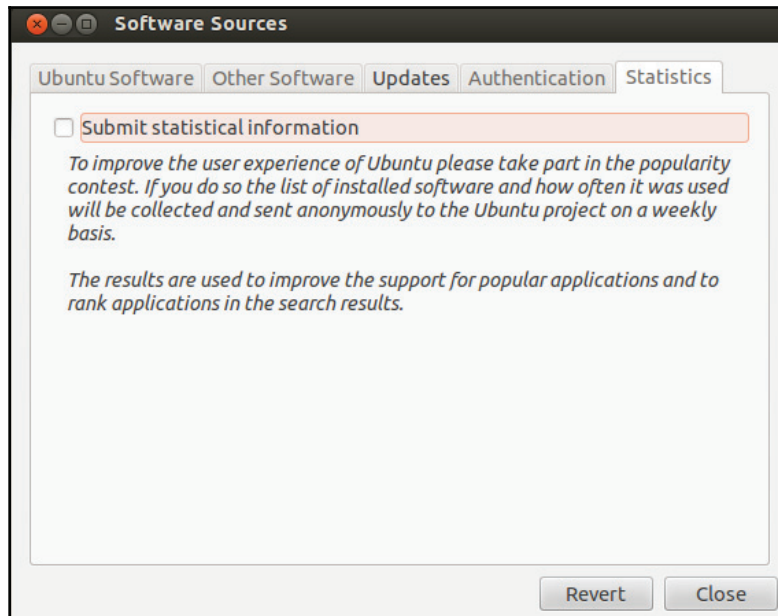 Software Sources
Ubuntu Software Other Software Updates Authentication Statistics
Submit statistical information
To improve the user experience of Ubuntu please take part in the popularity
contest. If you do so the list of installed software and how often it was used
will be collected and sent anonymously to the Ubuntu project on a weekly
basis.
The results are used to improve the support for popular applications and to
rank applications in the search results.
Revert Close